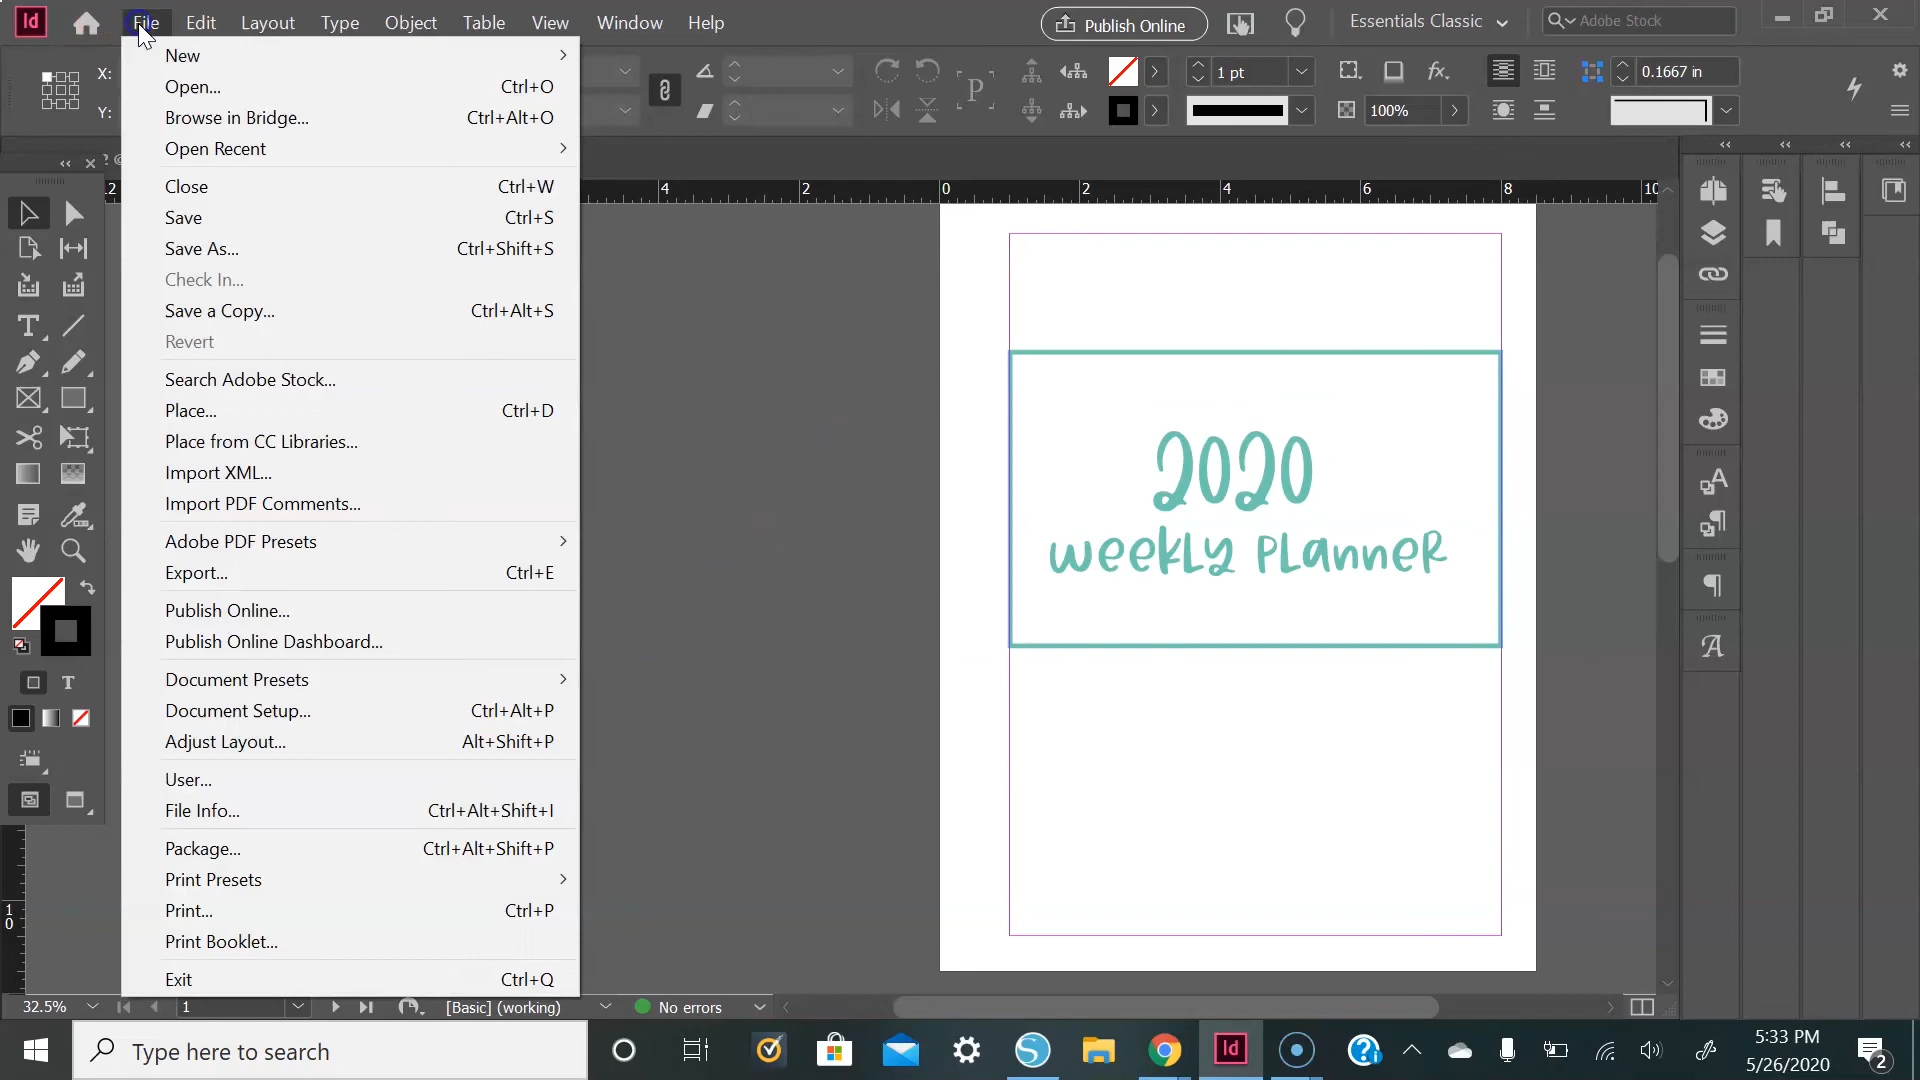 Id File Edit Layout Type Object Table View Window Help Publish Online Essentials Classic Adobe Stock
X: 1 pt fx. 0.1667 in
Y: P 100%
New
Open... Ctrl+O
Browse in Bridge... Ctrl+Alt+O
Open Recent
Close Ctrl+W
Save Ctrl+S
Save As... Ctrl+Shift+S
Check In...
Save a Copy... Ctrl+Alt+S
Revert
Search Adobe Stock...
Place... Ctrl+D
Place from CC Libraries...
Import XML...
Import PDF Comments...
Adobe PDF Presets
Export... Ctrl+E
Publish Online...
Publish Online Dashboard...
Document Presets
Document Setup... Ctrl+Alt+P
Adjust Layout... Alt+Shift+P
User...
File Info... Ctrl+Alt+Shift+I
Package... Ctrl+Alt+Shift+P
Print Presets
Print... Ctrl+P
Print Booklet...
Exit Ctrl+Q
12 4 2 0 2 4 6 8 10
2020
weekly planner
10
32.5% 1 [Basic] (working) No errors
Type here to search
Id
5:33 PM
5/26/2020
2